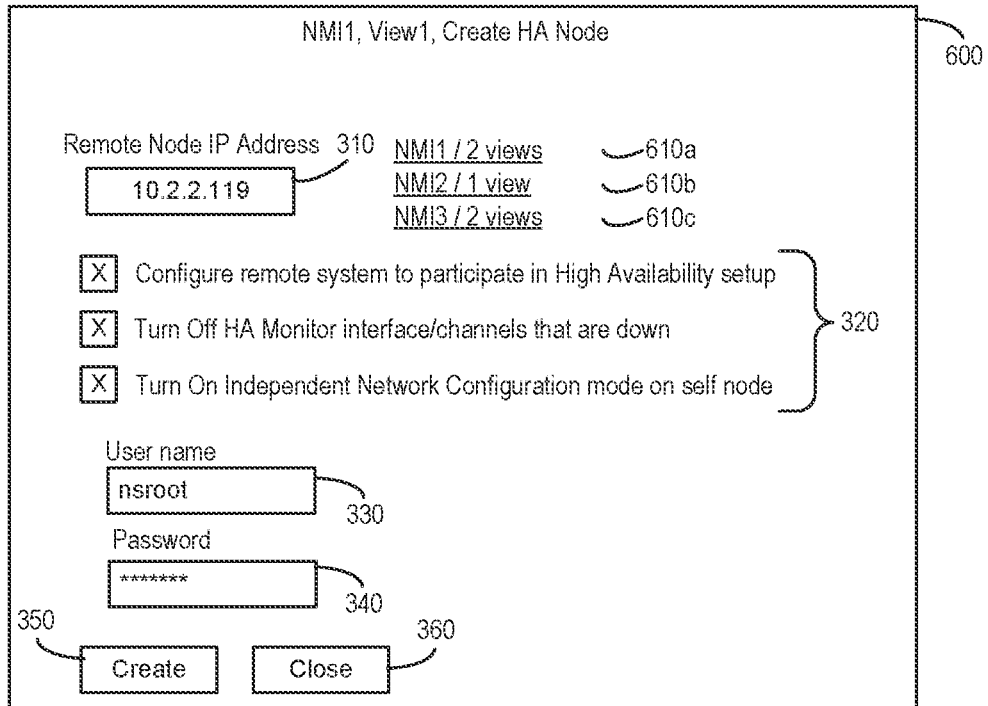 NMI1, View1, Create HA Node
600
Remote Node IP Address 310
10.2.2.119
NMI1 / 2 views 610a
NMI2 / 1 view 610b
NMI3 / 2 views 610c
X Configure remote system to participate in High Availability setup
X Turn Off HA Monitor interface/channels that are down
320
X Turn On Independent Network Configuration mode on self node
User name
nsroot
330
Password
*******
340
350
360
Create Close